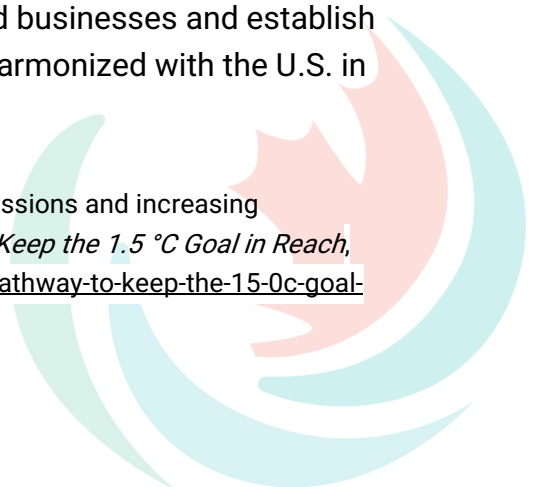 d businesses and establish
armonized with the U.S. in
ssions and increasing
Keep the 1.5 °C Goal in Reach,
athway-to-keep-the-15-0c-goal-